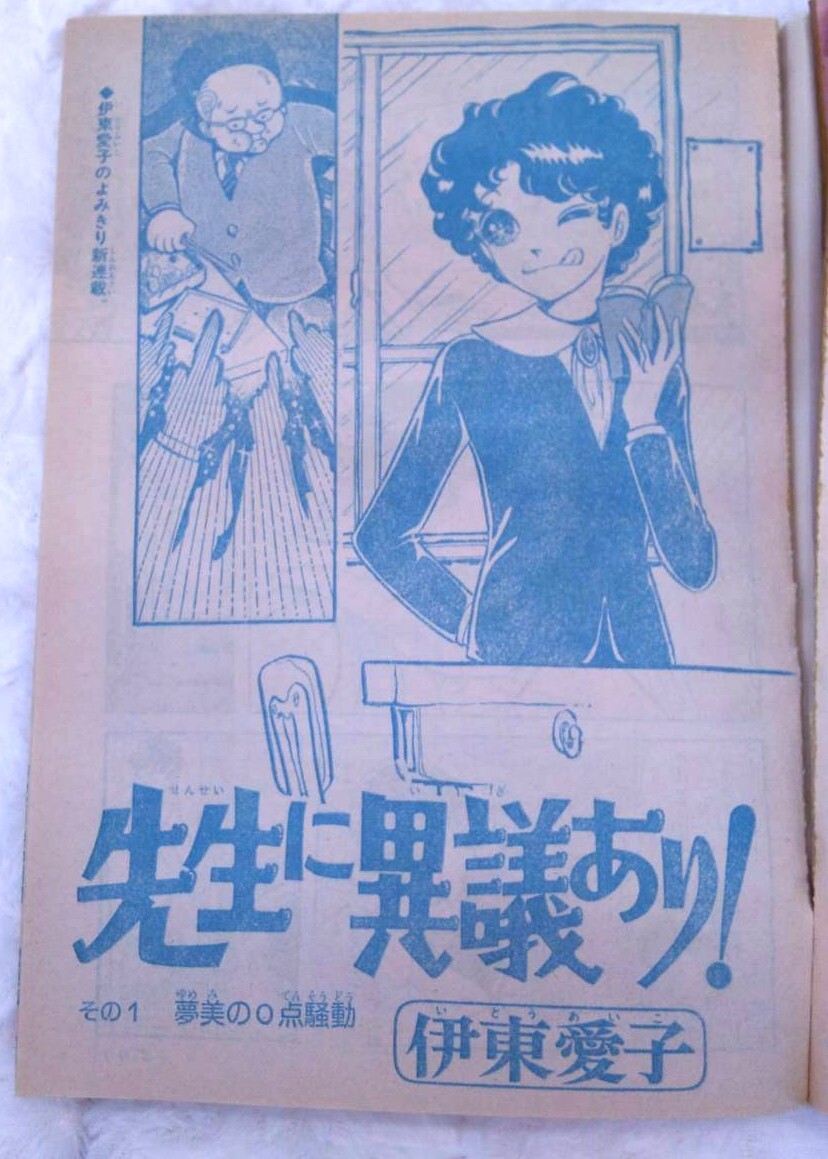 ◆伊東愛子のよみきり新連載。
先生に異議あり!
その1 夢美の0点騒動
伊東愛子